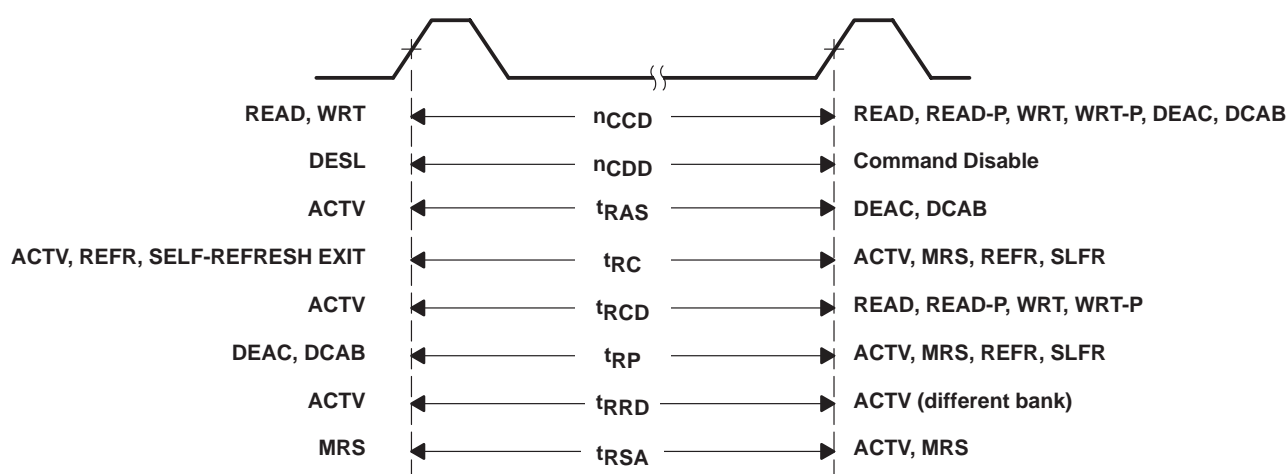 READ, WRT nCCD READ, READ-P, WRT, WRT-P, DEAC, DCAB
DESL nCDD Command Disable
ACTV tRAS DEAC, DCAB
ACTV, REFR, SELF-REFRESH EXIT tRC ACTV, MRS, REFR, SLFR
ACTV tRCD READ, READ-P, WRT, WRT-P
DEAC, DCAB tRP ACTV, MRS, REFR, SLFR
ACTV tRRD ACTV (different bank)
MRS tRSA ACTV, MRS